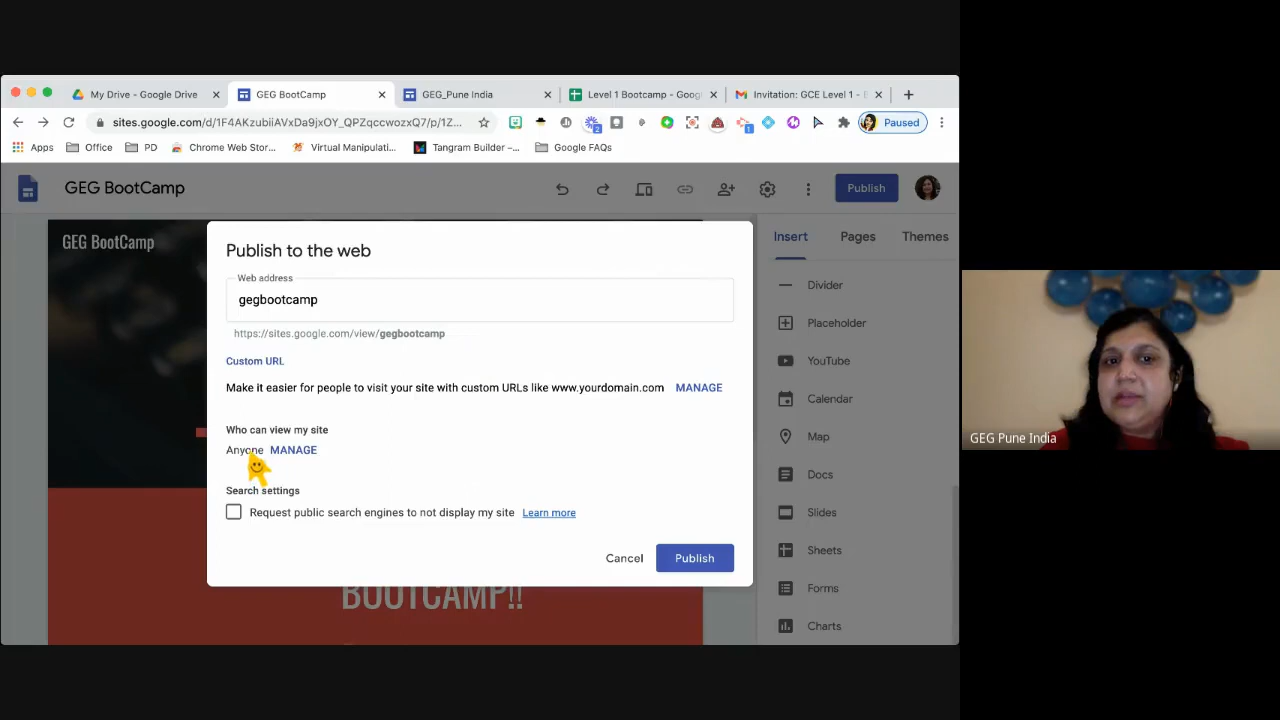 My Drive - Google Drive
GEG BootCamp
GEG_Pune India
Level 1 Bootcamp - Goog
Invitation: GCE Level 1 - E
sites.google.com/d/1F4AKzubiiAVxDa9jxOY_QPZqccwozxQ7/p/1Z...
2
1
Paused
Apps
Office
PD
Chrome Web Stor...
Virtual Manipulati...
Tangram Builder –...
Google FAQs
GEG BootCamp
Publish
GEG BootCamp
Insert
Pages
Themes
Publish to the web
Web address
gegbootcamp
https://sites.google.com/view/gegbootcamp
Custom URL
Make it easier for people to visit your site with custom URLs like www.yourdomain.com MANAGE
Who can view my site
Anyone MANAGE
Search settings
Request public search engines to not display my site Learn more
Cancel
Publish
BOOTCAMP!!
Divider
Placeholder
YouTube
Calendar
Map
Docs
Slides
Sheets
Forms
Charts
GEG Pune India